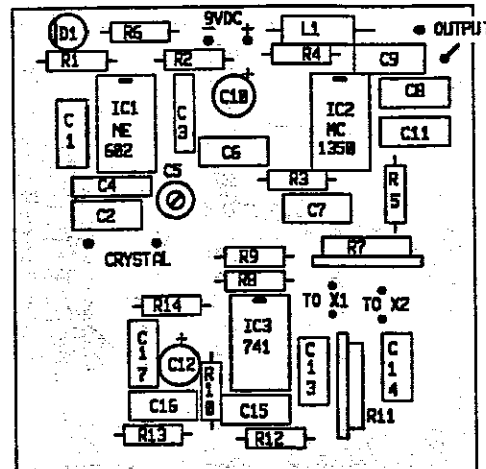 D1
R6
9VDC
L1
OUTPUT
R1
R2
R4
C9
C1
IC1
NE
602
C3
C10
IC2
MC
1350
C8
C11
C6
C4
C5
R3
R5
C2
C7
CRYSTAL
R7
R9
R8
TO X1
TO X2
R14
IC3
741
C17
C12
R10
C13
C14
R11
C16
C15
R13
R12